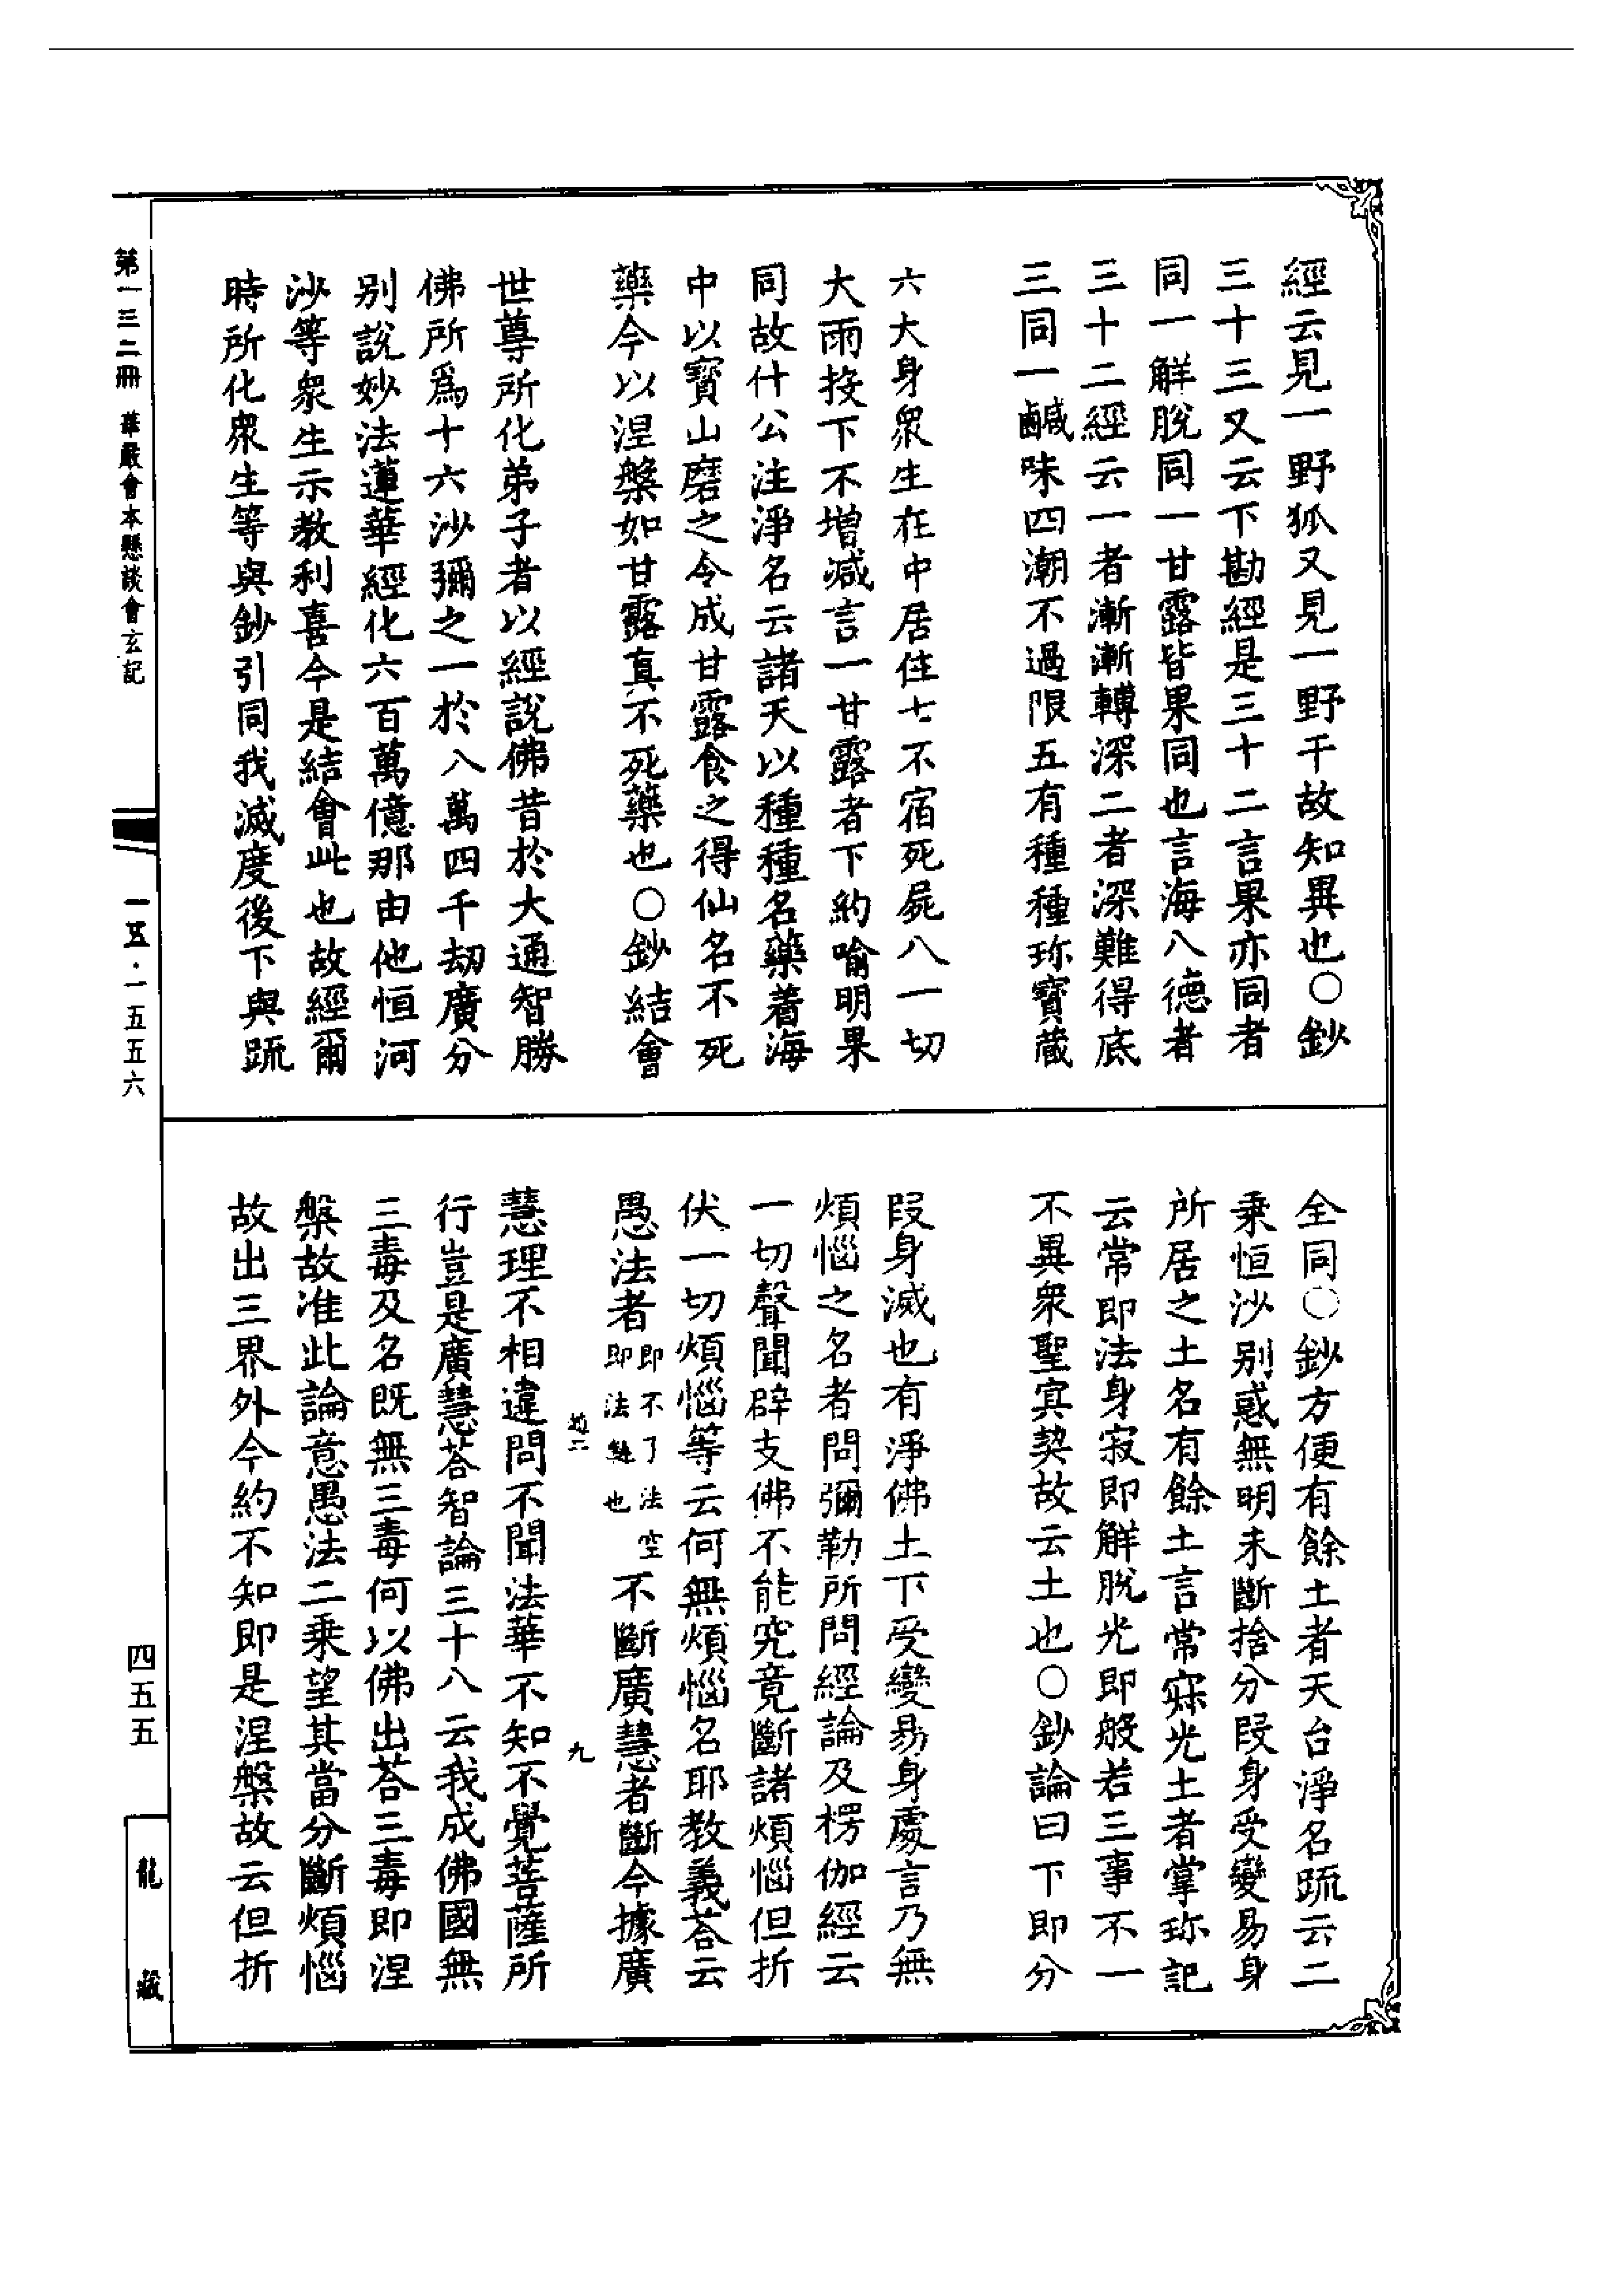 經云見一野狐又見一野干故知異也○鈔
三十三又云下勘經是三十二言果亦同者
同一解脫同一甘露皆果同也言海八德者
三十二經云一者漸漸轉深二者深難得底
三同一鹹味四潮不過限五有種種珎寶藏
六大身衆生在中居住七不宿死屍八一切
大雨投下不增減言一甘露者下約喻明果
同故什公注淨名云諸天以種種名藥着海
中以寶山磨之令成甘露食之得仙名不死
藥今以涅槃如甘露真不死藥也○鈔結會
世尊所化弟子者以經說佛昔於大通智勝
佛所爲十六沙彌之一於八萬四千劫廣分
别說妙法蓮華經化六百萬億那由他恒河
沙等衆生示教利喜今是結會此也故經爾
時所化衆生等與鈔引同我滅度後下與䟽
全同○鈔方便有餘土者天台淨名䟽云二
乘恒沙别惑無明未斷捨分段身受變易身
所居之土名有餘土言常寂光土者掌珎記
云常即法身寂即解脫光即般若三事不一
不異衆聖冥契故云土也○鈔論曰下即分
段身滅也有淨佛土下受變易身處言乃無
煩惱之名者問彌勒所問經論及楞伽經云
一切聲聞辟支佛不能究竟斷諸煩惱但折
伏一切煩惱等云何無煩惱名耶教義荅云
愚法者即不了法空即法執也不斷廣慧者斷今據廣
慧理不相違問不聞法華不知不覺菩薩所
行豈是廣慧荅智論三十八云我成佛國無
三毒及名既無三毒何以佛出荅三毒即涅
槃故准此論意愚法二乘望其當分斷煩惱
故出三界外今約不知即是涅槃故云但折
九
第一三二冊 華嚴會本懸談會玄記
一五五·一五五六
四五五
龍藏